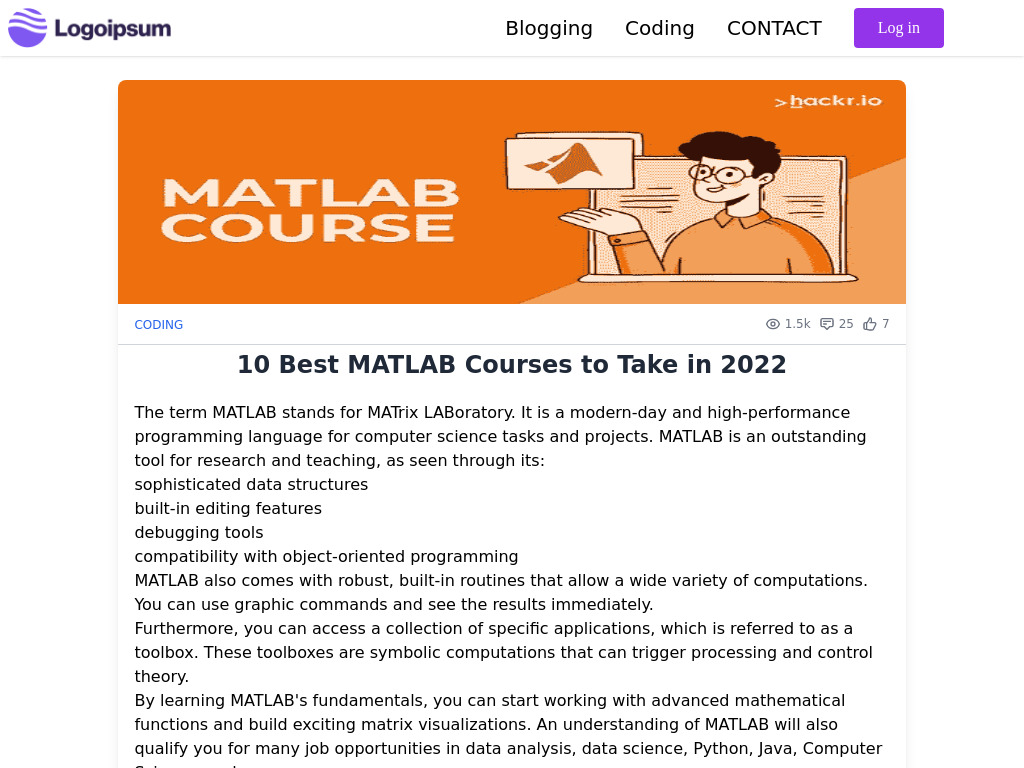 Logoipsum
Blogging Coding CONTACT Log in
>hackr.io
MATLAB
COURSE
CODING 1.5k 25 7
10 Best MATLAB Courses to Take in 2022
The term MATLAB stands for MATrix LABoratory. It is a modern-day and high-performance
programming language for computer science tasks and projects. MATLAB is an outstanding
tool for research and teaching, as seen through its:
sophisticated data structures
built-in editing features
debugging tools
compatibility with object-oriented programming
MATLAB also comes with robust, built-in routines that allow a wide variety of computations.
You can use graphic commands and see the results immediately.
Furthermore, you can access a collection of specific applications, which is referred to as a
toolbox. These toolboxes are symbolic computations that can trigger processing and control
theory.
By learning MATLAB's fundamentals, you can start working with advanced mathematical
functions and build exciting matrix visualizations. An understanding of MATLAB will also
qualify you for many job opportunities in data analysis, data science, Python, Java, Computer